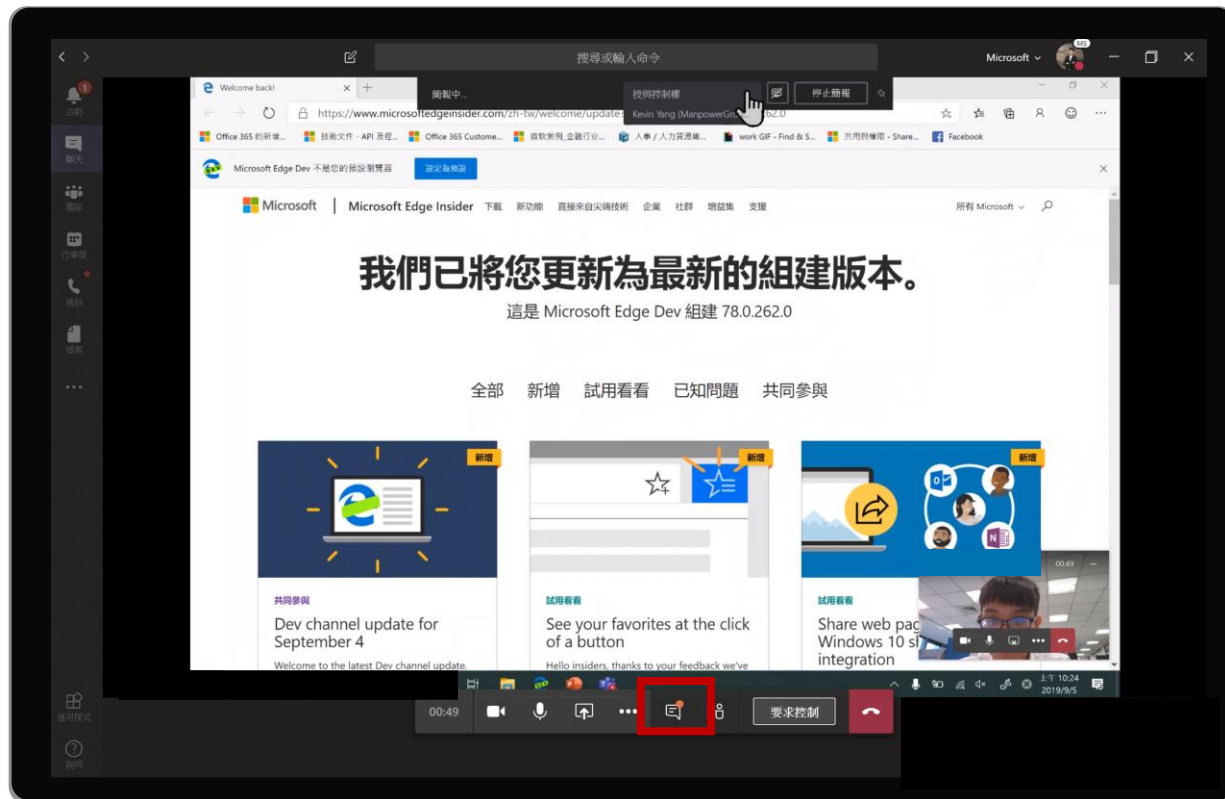 搜尋或輸入命令
Microsoft
MS
1
活動
聊天
團隊
行事曆
通話
檔案
應用程式
說明
Welcome back!
簡報中...
授與控制權
停止簡報
Kevin Yang (ManpowerGro
https://www.microsoftedgeinsider.com/zh-tw/welcome/update
62.0
Office 365 的新增...
技術文件 - API
Office 365 Custome...
微软案例_金融行业...
人事 / 人力資源專...
work GIF - Find & S...
共用與權限 - Share...
Facebook
Microsoft Edge Dev 不是您的預設瀏覽器
設定為預設
Microsoft | Microsoft Edge Insider 下載 新功能 直接來自尖端技術 企業 社群 增益集 支援 所有 Microsoft
我們已將您更新為最新的組建版本。
這是 Microsoft Edge Dev 組建 78.0.262.0
全部 新增 試用看看 已知問題 共同參與
新增
新增
新增
共同參與
Dev channel update for
September 4
Welcome to the latest Dev channel update.
試用看看
See your favorites at the click
of a button
Hello insiders, thanks to your feedback we've
試用看看
Share web pag
Windows 10 s
integration
00:49
上午 10:24
2019/9/5
00:49
要求控制